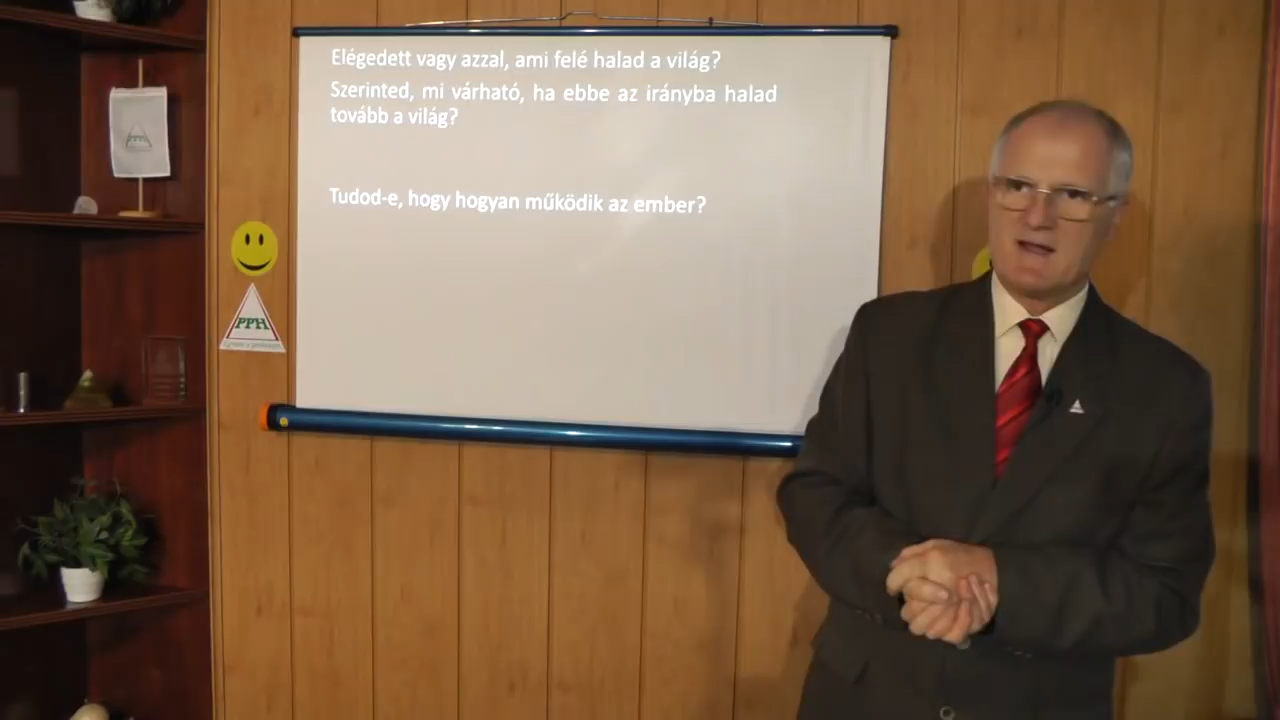 Elégedett vagy azzal, ami felé halad a világ?
Szerinted, mi várható, ha ebbe az irányba halad
tovább a világ?
Tudod-e, hogy hogyan működik az ember?
PPH